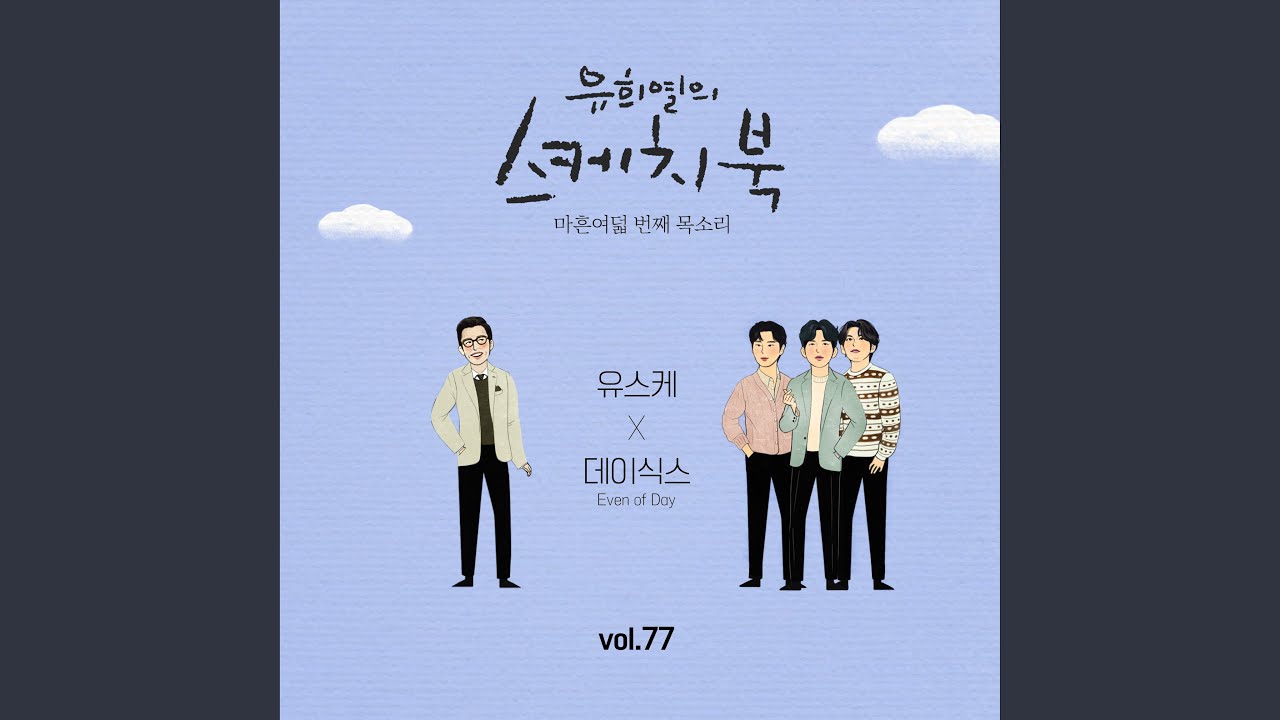 유희열의
스케치북
마흔여덟 번째 목소리
유스케
X
데이식스
Even of Day
vol.77